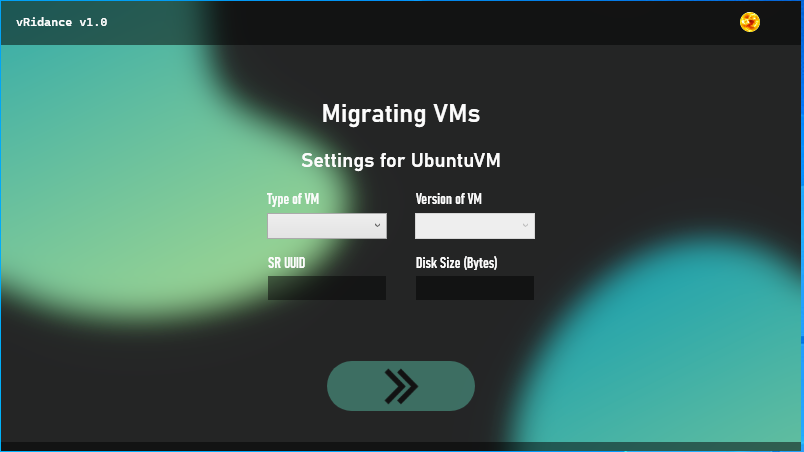 vRidance v1.0
Migrating VMs
Settings for UbuntuVM
Type of VM
Version of VM
SR UUID
Disk Size (Bytes)